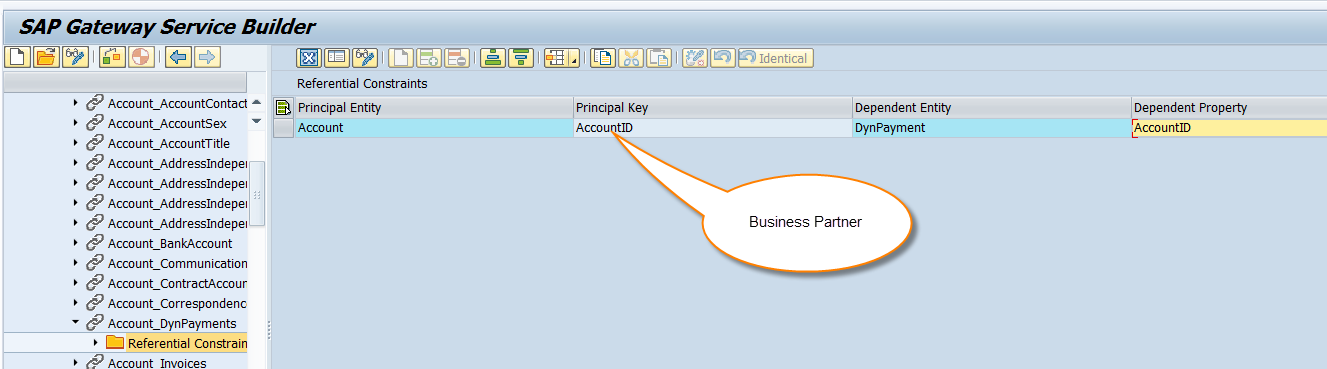 SAP Gateway Service Builder
Identical
Referential Constraints
Principal Entity Principal Key Dependent Entity Dependent Property
Account AccountID DynPayment AccountID
Business Partner
Account_AccountContact
Account_AccountSex
Account_AccountTitle
Account_AddressIndeper
Account_AddressIndeper
Account_AddressIndeper
Account_AddressIndeper
Account_BankAccount
Account_Communication
Account_ContractAccoun
Account_Correspondenc
Account_DynPayments
Referential Constrain
Account_Invoices